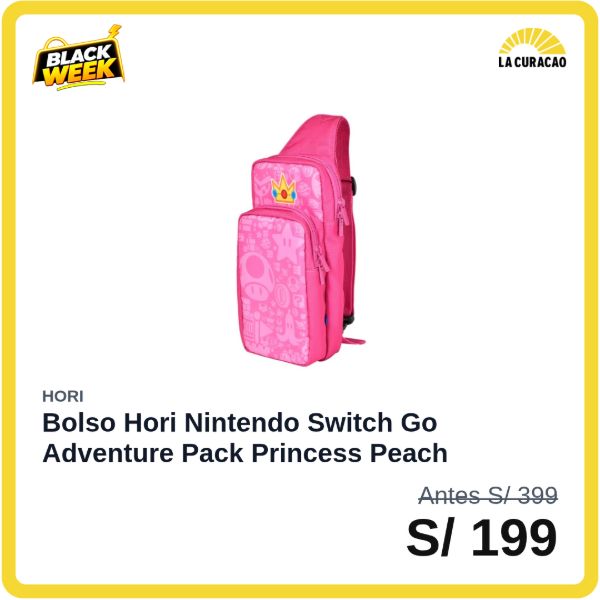 BLACK
WEEK
LA CURACAO
HORI
Bolso Hori Nintendo Switch Go
Adventure Pack Princess Peach
Antes S/ 399
S/ 199